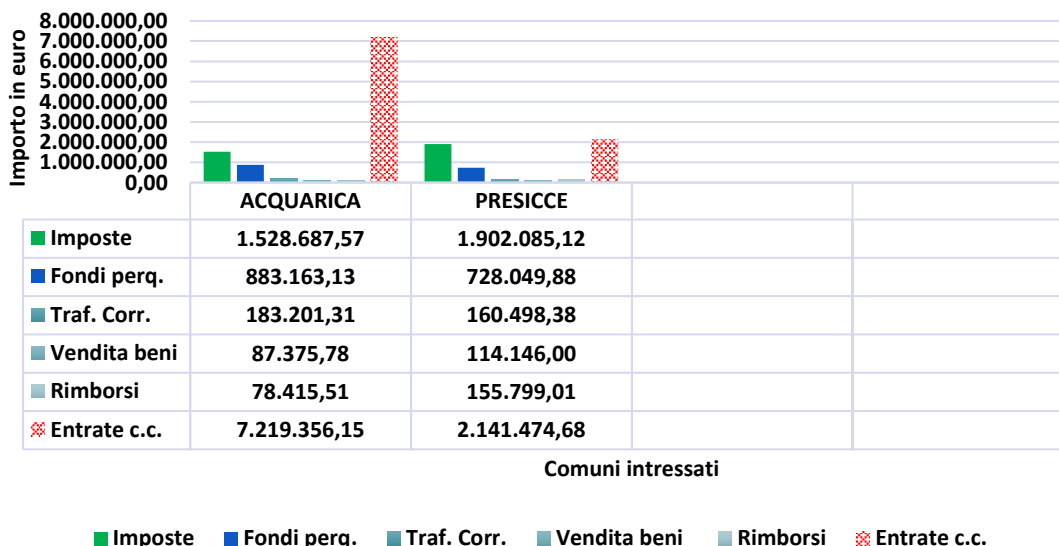 Importo in euro
8.000.000,00
7.000.000,00
6.000.000,00
5.000.000,00
4.000.000,00
3.000.000,00
2.000.000,00
1.000.000,00
0,00
ACQUARICA PRESICCE
Imposte 1.528.687,57 1.902.085,12
Fondi perq. 883.163,13 728.049,88
Traf. Corr. 183.201,31 160.498,38
Vendita beni 87.375,78 114.146,00
Rimborsi 78.415,51 155.799,01
Entrate c.c. 7.219.356,15 2.141.474,68
Comuni intressati
Imposte Fondi perq. Traf. Corr. Vendita beni Rimborsi Entrate c.c.